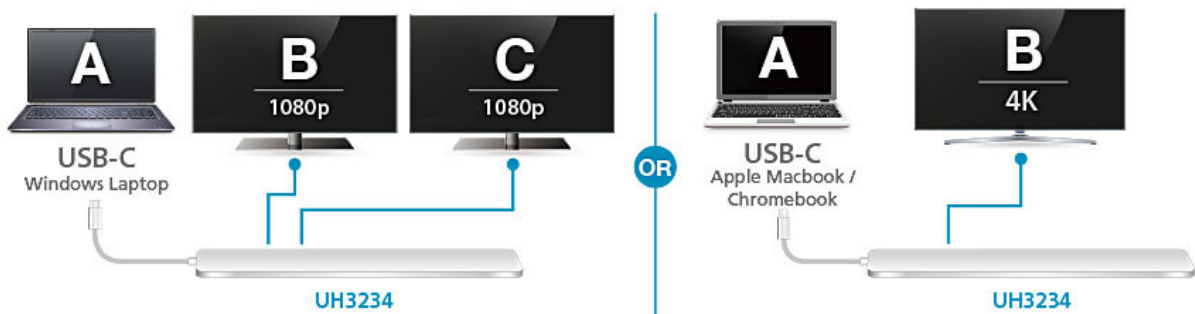 A
B
1080p
C
1080p
USB-C
Windows Laptop
UH3234
OR
A
B
4K
USB-C
Apple Macbook /
Chromebook
UH3234